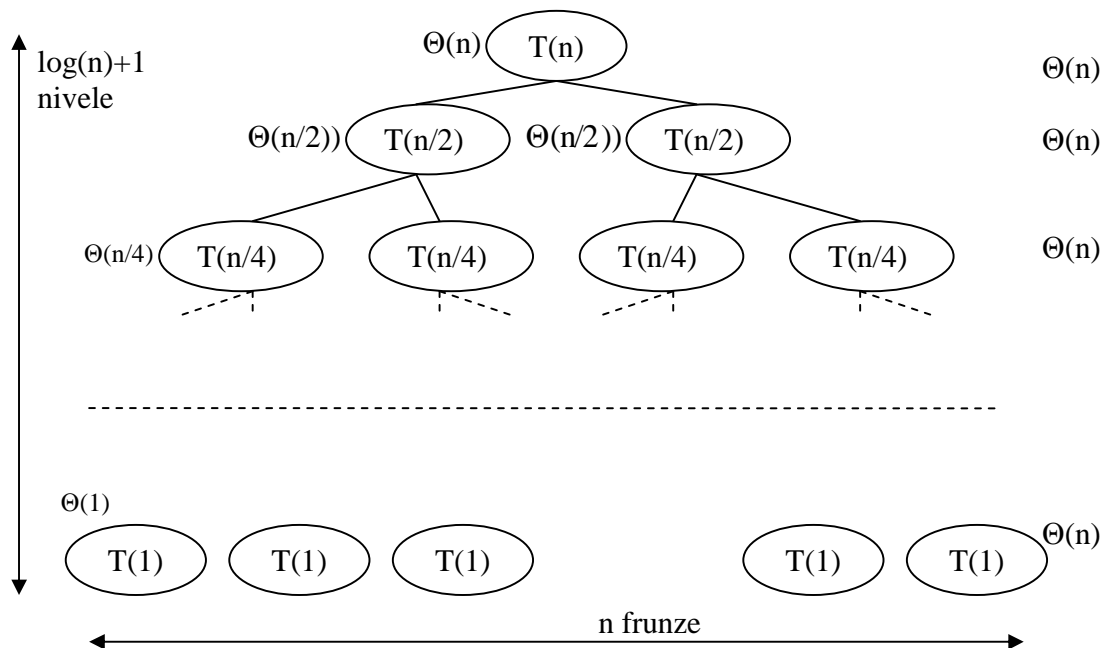 Θ(n) T(n)
log(n)+1
nivele
Θ(n)
Θ(n/2)) T(n/2) Θ(n/2)) T(n/2) Θ(n)
Θ(n/4) T(n/4) T(n/4) T(n/4) T(n/4) Θ(n)
Θ(1)
T(1) T(1) T(1) T(1) T(1) Θ(n)
n frunze